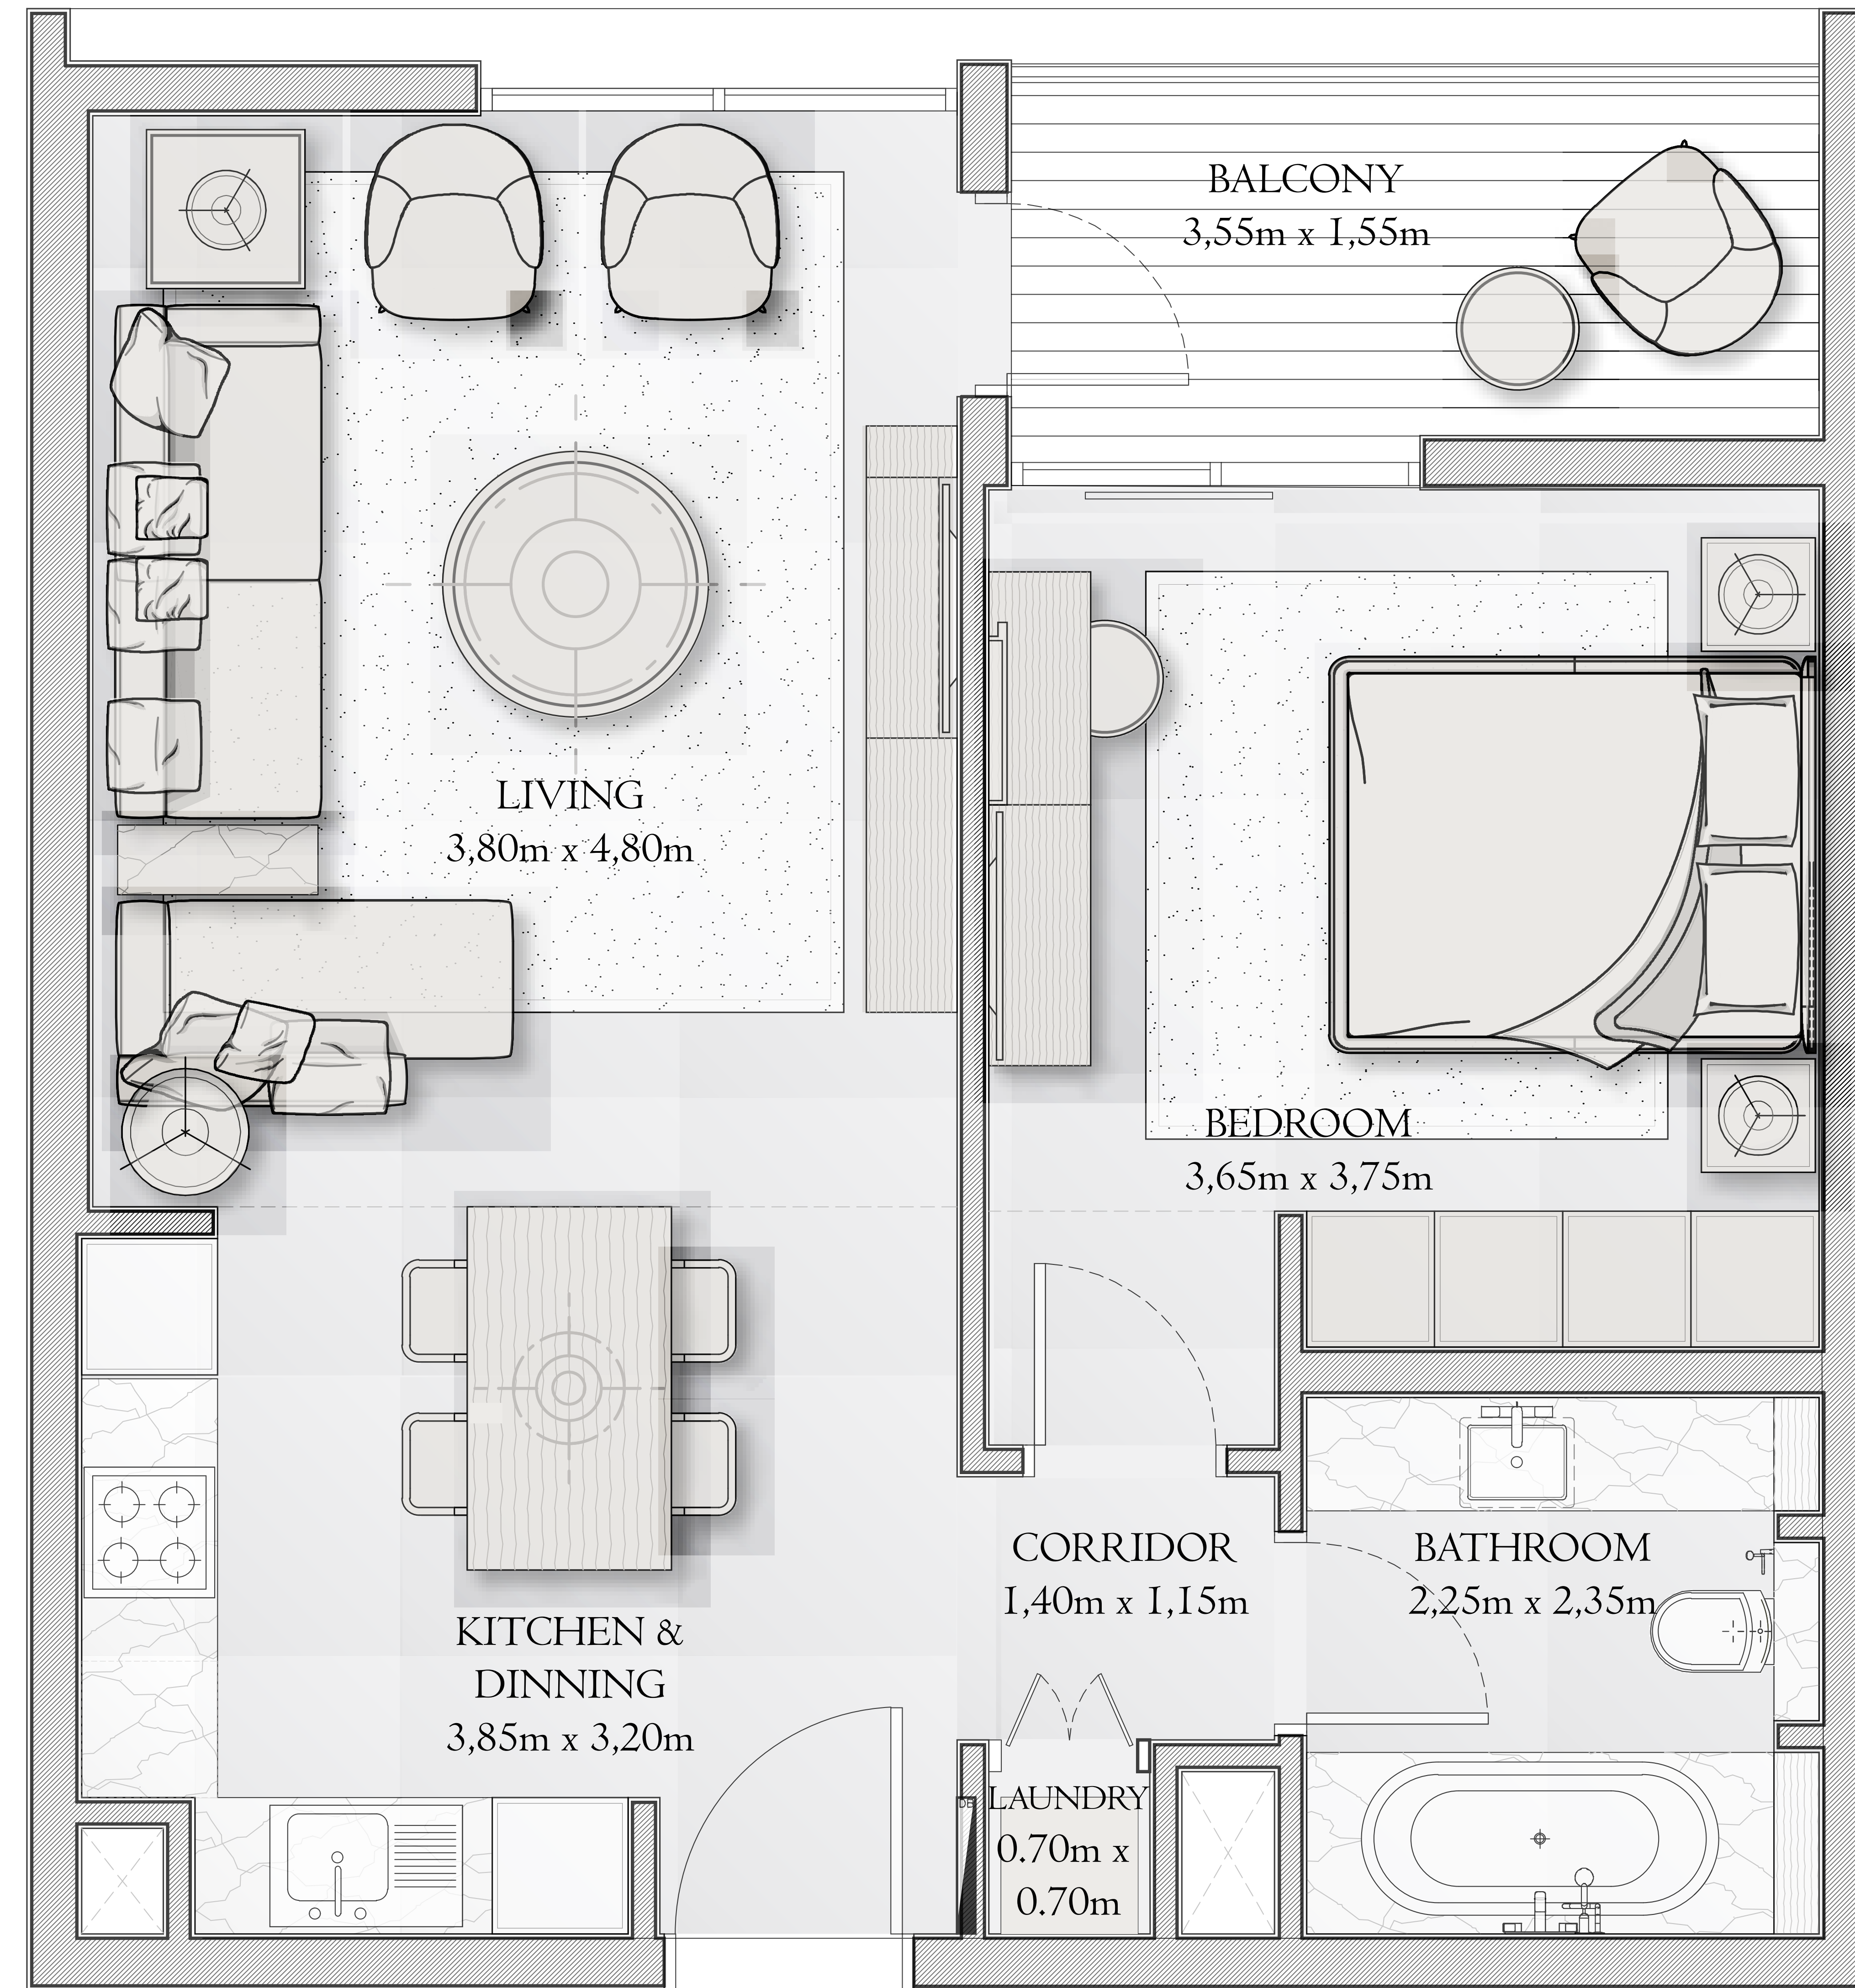 BALCONY
3,55m x 1,55m
LIVING
3,80m x 4,80m
BEDROOM
3,65m x 3,75m
CORRIDOR
1,40m x 1,15m
BATHROOM
2,25m x 2,35m
KITCHEN &
DINNING
3,85m x 3,20m
DB
LAUNDRY
0.70m x
0.70m